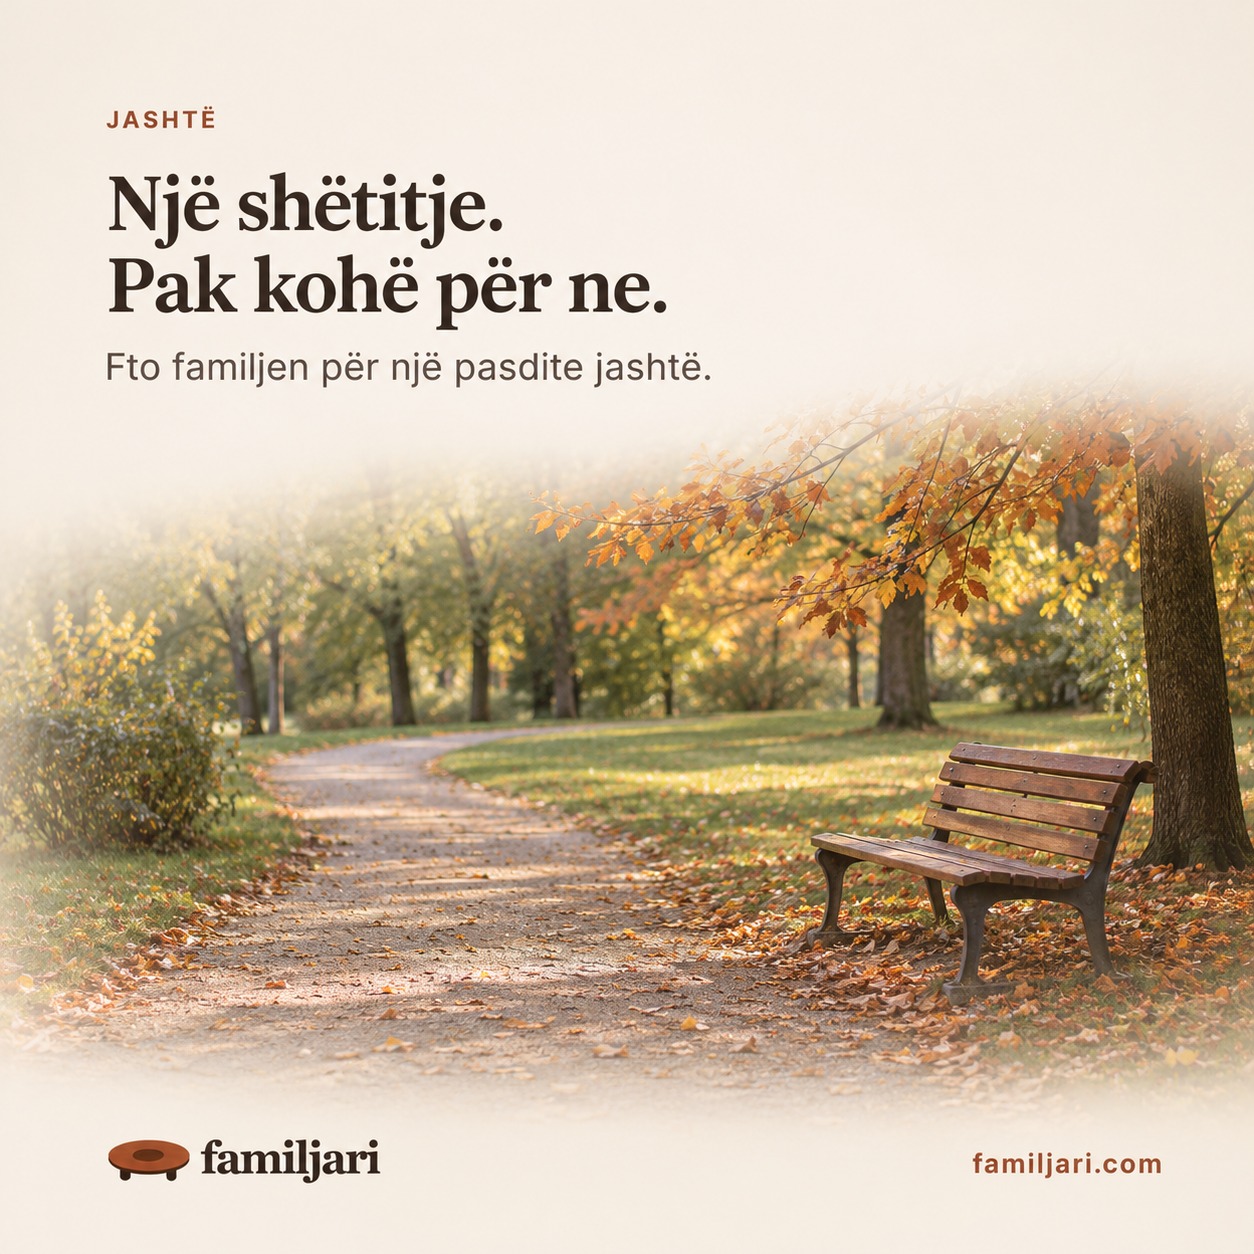 JASHTË
Një shëtitje.
Pak kohë për ne.
Fto familjen për një pasdite jashtë.
familjari
familjari.com